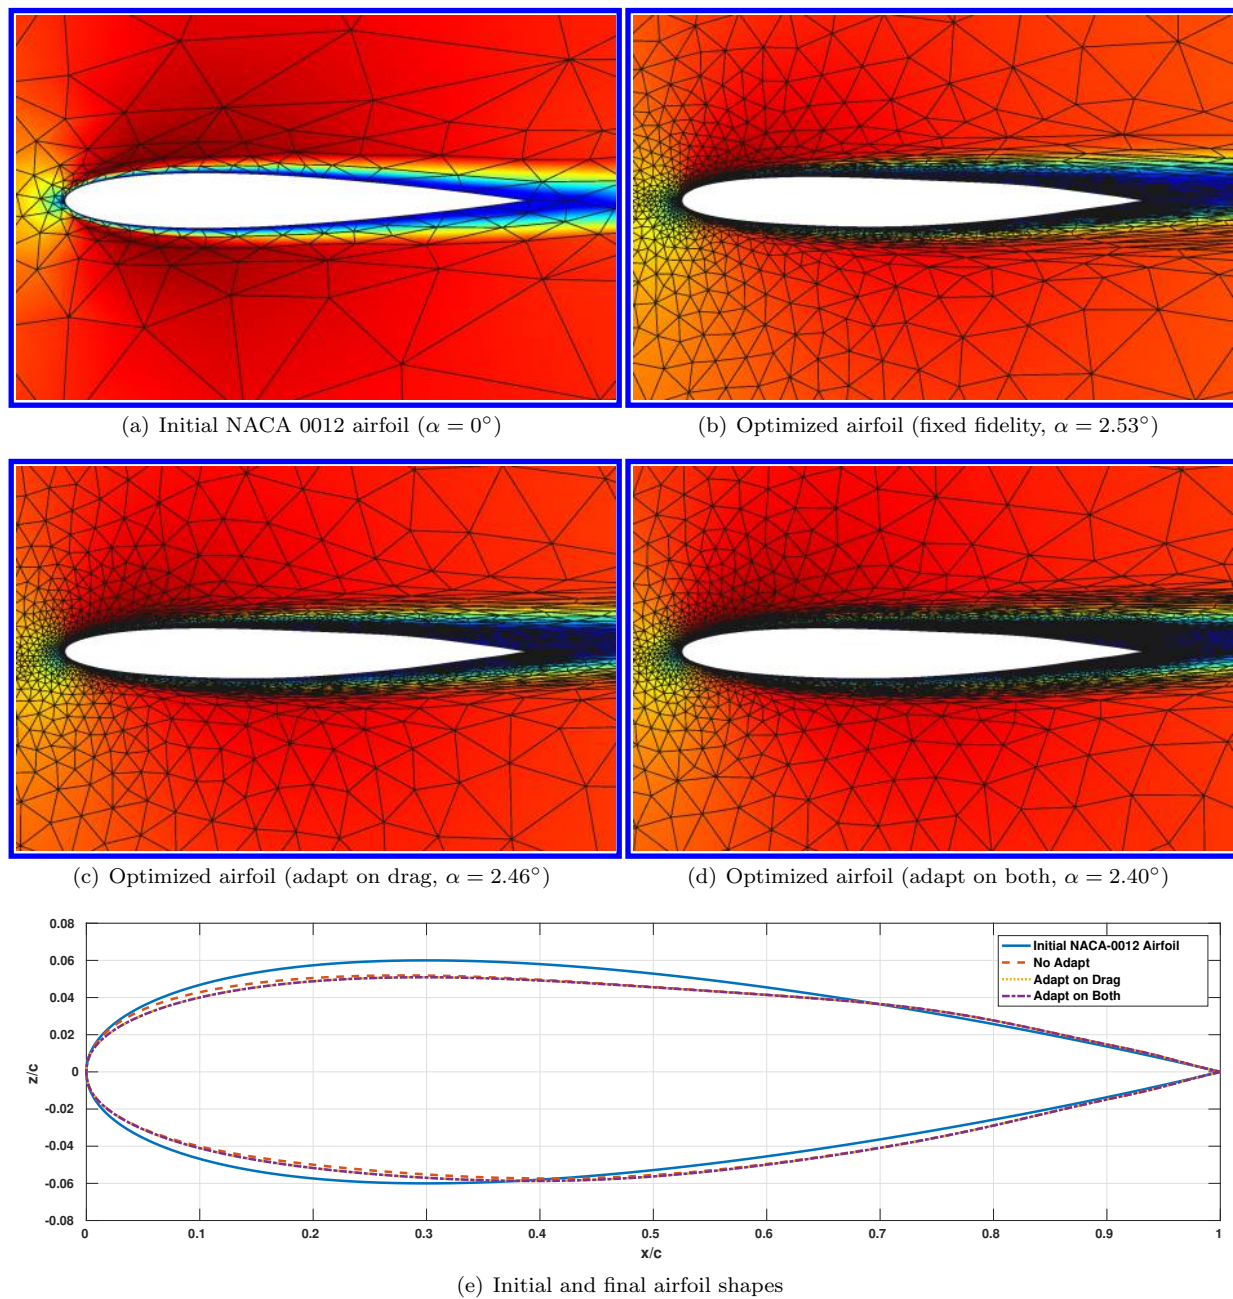 (a) Initial NACA 0012 airfoil (α = 0°)
(b) Optimized airfoil (fixed fidelity, α = 2.53°)
(c) Optimized airfoil (adapt on drag, α = 2.46°)
(d) Optimized airfoil (adapt on both, α = 2.40°)
0.08
0.06
0.04
0.02
0
-0.02
-0.04
-0.06
-0.08
z/c
Initial NACA-0012 Airfoil
No Adapt
Adapt on Drag
Adapt on Both
0 0.1 0.2 0.3 0.4 0.5 0.6 0.7 0.8 0.9 1
x/c
(e) Initial and final airfoil shapes